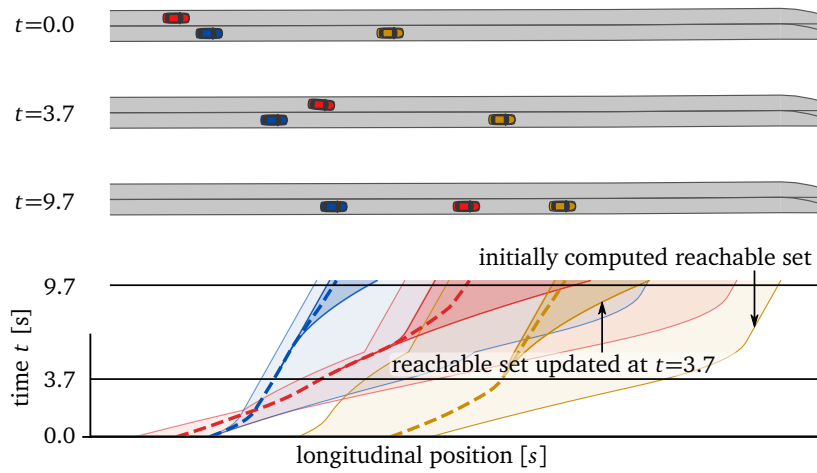 t=0.0
t=3.7
t=9.7
initially computed reachable set
9.7
time t [s]
reachable set updated at t=3.7
3.7
0.0
longitudinal position [s]